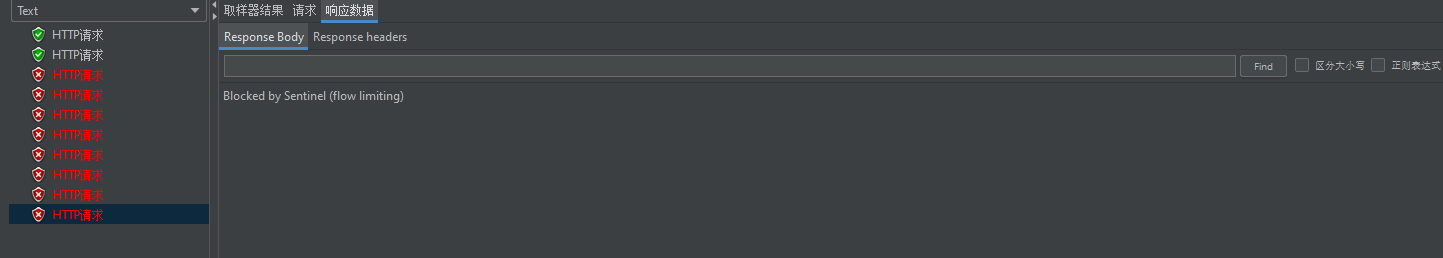 Text
HTTP请求
HTTP请求
HTTP请求
HTTP请求
HTTP请求
HTTP请求
HTTP请求
HTTP请求
HTTP请求
HTTP请求
取样器结果 请求 响应数据
Response Body Response headers
Find 区分大小写 正则表达式
Blocked by Sentinel (flow limiting)